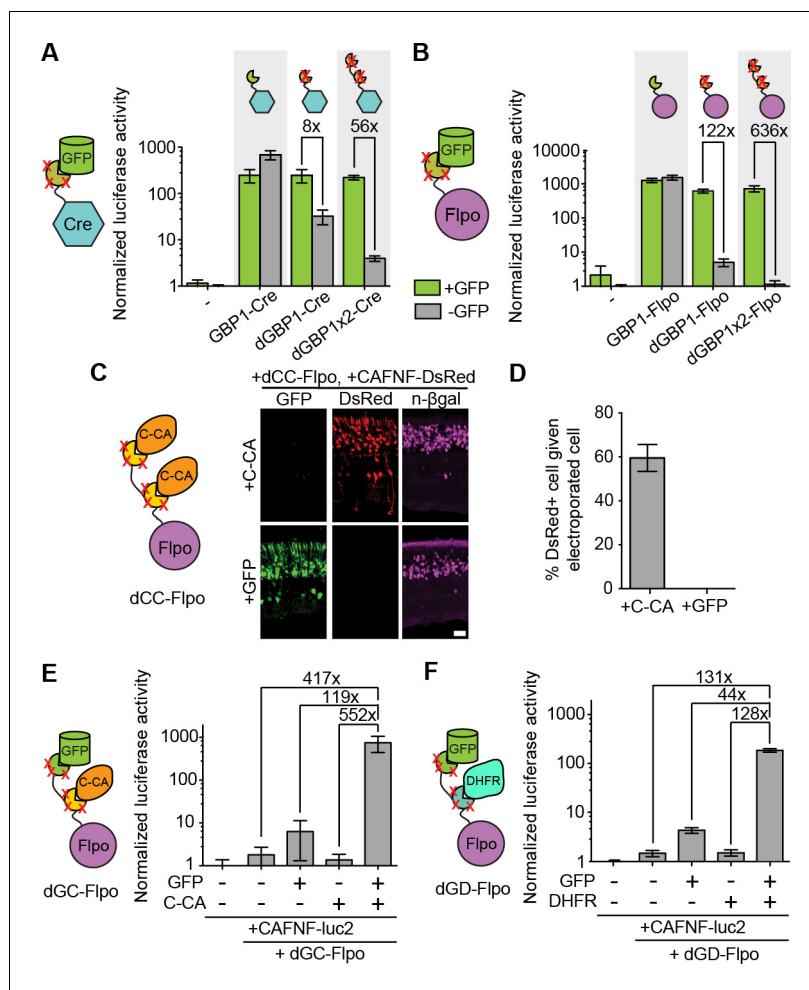 A
Normalized luciferase activity
1000
100
10
1
8x
56x
GFP
Cre
-
GBP1-Cre
dGBP1-Cre
dGBP1x2-Cre
B
Normalized luciferase activity
10000
1000
100
10
1
122x
636x
GFP
Flpo
-
GBP1-Flpo
dGBP1-Flpo
dGBP1x2-Flpo
+GFP
-GFP
C
+dCC-Flpo, +CAFNF-DsRed
GFP DsRed n-βgal
+C-CA
+GFP
C-CA
C-CA
Flpo
dCC-Flpo
D
% DsRed+ cell given
electroporated cell
80
60
40
20
0
+C-CA +GFP
E
Normalized luciferase activity
1000
100
10
1
417x
119x
552x
GFP
C-CA
Flpo
dGC-Flpo
GFP - - + - +
C-CA - - - + +
+CAFNF-luc2
+ dGC-Flpo
F
Normalized luciferase activity
1000
100
10
1
131x
44x
128x
GFP
DHFR
Flpo
dGD-Flpo
GFP - - + - +
DHFR - - - + +
+CAFNF-luc2
+ dGD-Flpo